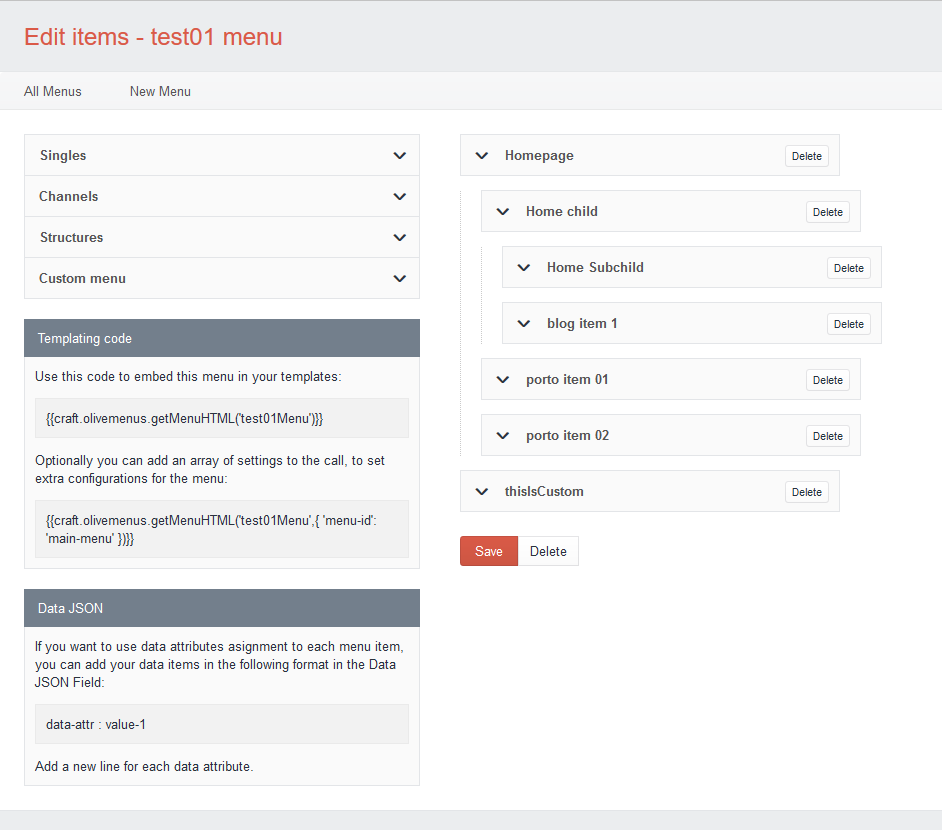 Edit items - test01 menu
All Menus
New Menu
Singles
Channels
Structures
Custom menu
Templating code
Use this code to embed this menu in your templates:
{{craft.olivemenus.getMenuHTML('test01Menu')}}
Optionally you can add an array of settings to the call, to set
extra configurations for the menu:
{{craft.olivemenus.getMenuHTML('test01Menu',{ 'menu-id':
'main-menu' })}}
Data JSON
If you want to use data attributes asignment to each menu item,
you can add your data items in the following format in the Data
JSON Field:
data-attr : value-1
Add a new line for each data attribute.
Homepage
Delete
Home child
Delete
Home Subchild
Delete
blog item 1
Delete
porto item 01
Delete
porto item 02
Delete
thisIsCustom
Delete
Save
Delete